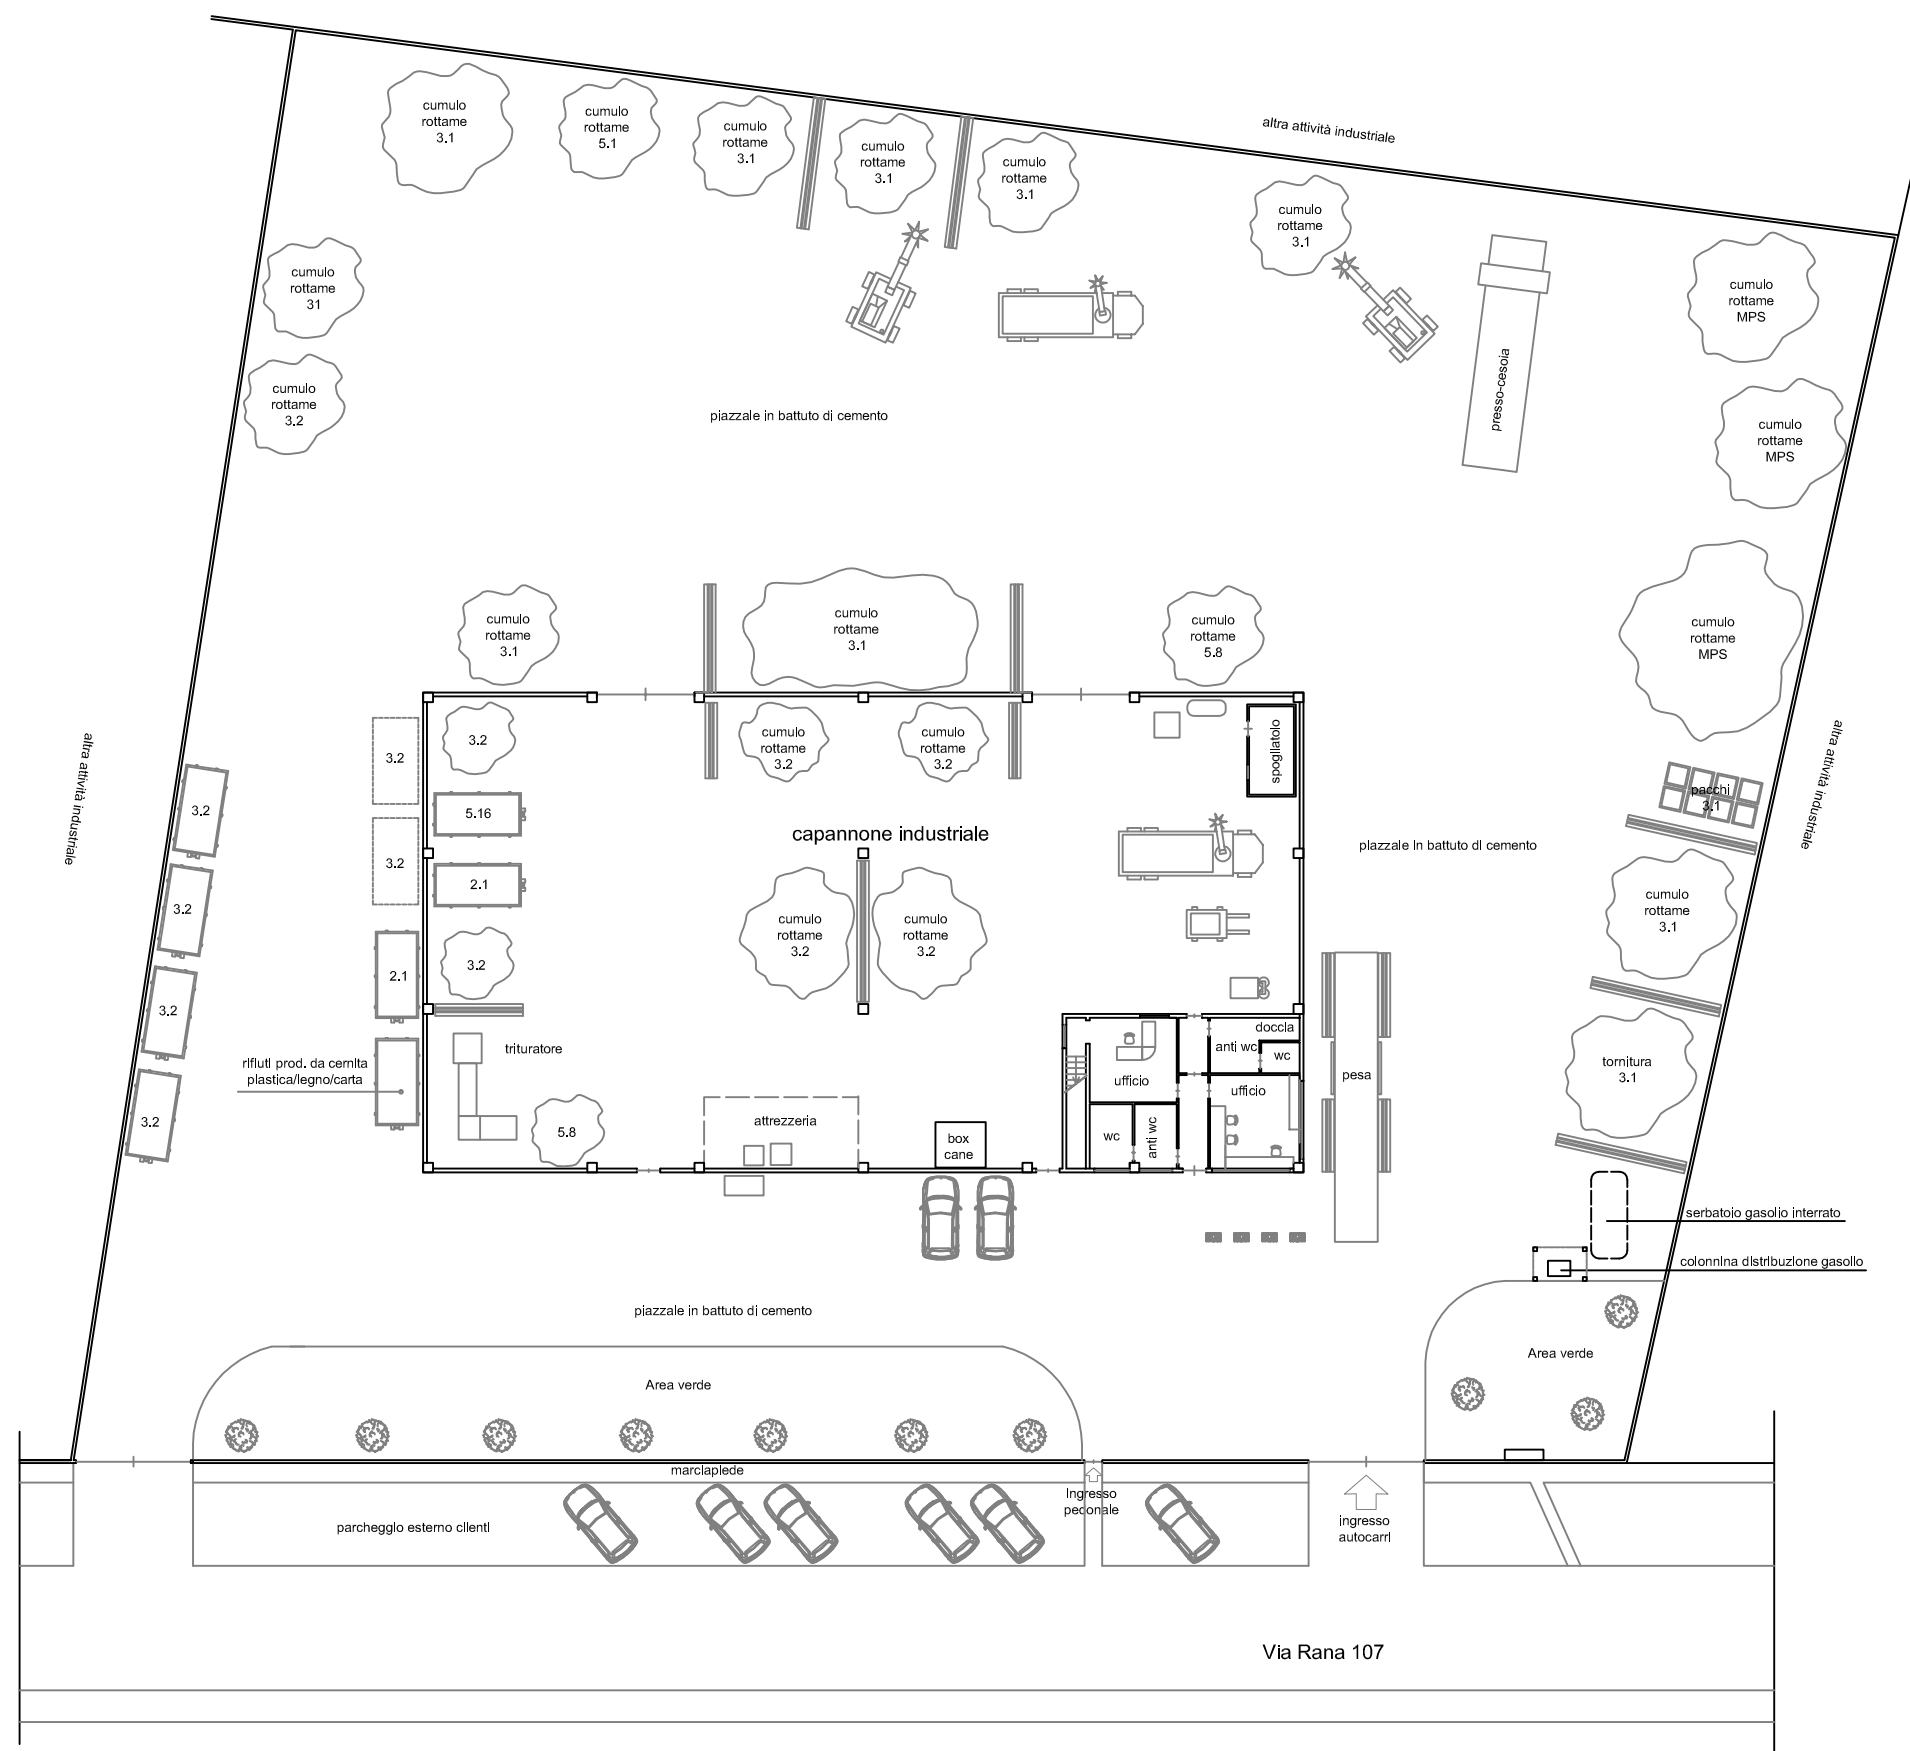 cumulo
rottame
3.1
cumulo
rottame
5.1
cumulo
rottame
3.1
cumulo
rottame
3.1
cumulo
rottame
3.1
altra attività industriale
cumulo
rottame
3.1
cumulo
rottame
31
cumulo
rottame
MPS
cumulo
rottame
3.2
presso-cesoia
piazzale in battuto di cemento
cumulo
rottame
MPS
cumulo
rottame
3.1
cumulo
rottame
3.1
cumulo
rottame
5.8
cumulo
rottame
MPS
altra attività industriale
3.2
3.2
cumulo
rottame
3.2
cumulo
rottame
3.2
spogliatoio
altra attività industriale
3.2
5.16
capannone industriale
pacchi
3.1
3.2
2.1
piazzale in battuto di cemento
3.2
cumulo
rottame
3.2
cumulo
rottame
3.2
cumulo
rottame
3.1
2.1
3.2
3.2
trituratore
doccia
anti wc
wc
rifiuti prod. da cernita
plastica/legno/carta
ufficio
ufficio
pesa
tornitura
3.1
3.2
5.8
attrezzeria
box
cane
wc
anti wc
serbatoio gasolio interrato
colonnina distribuzione gasolio
piazzale in battuto di cemento
Area verde
Area verde
marciapiede
ingresso
pedonale
parcheggio esterno clienti
ingresso
autocarri
Via Rana 107